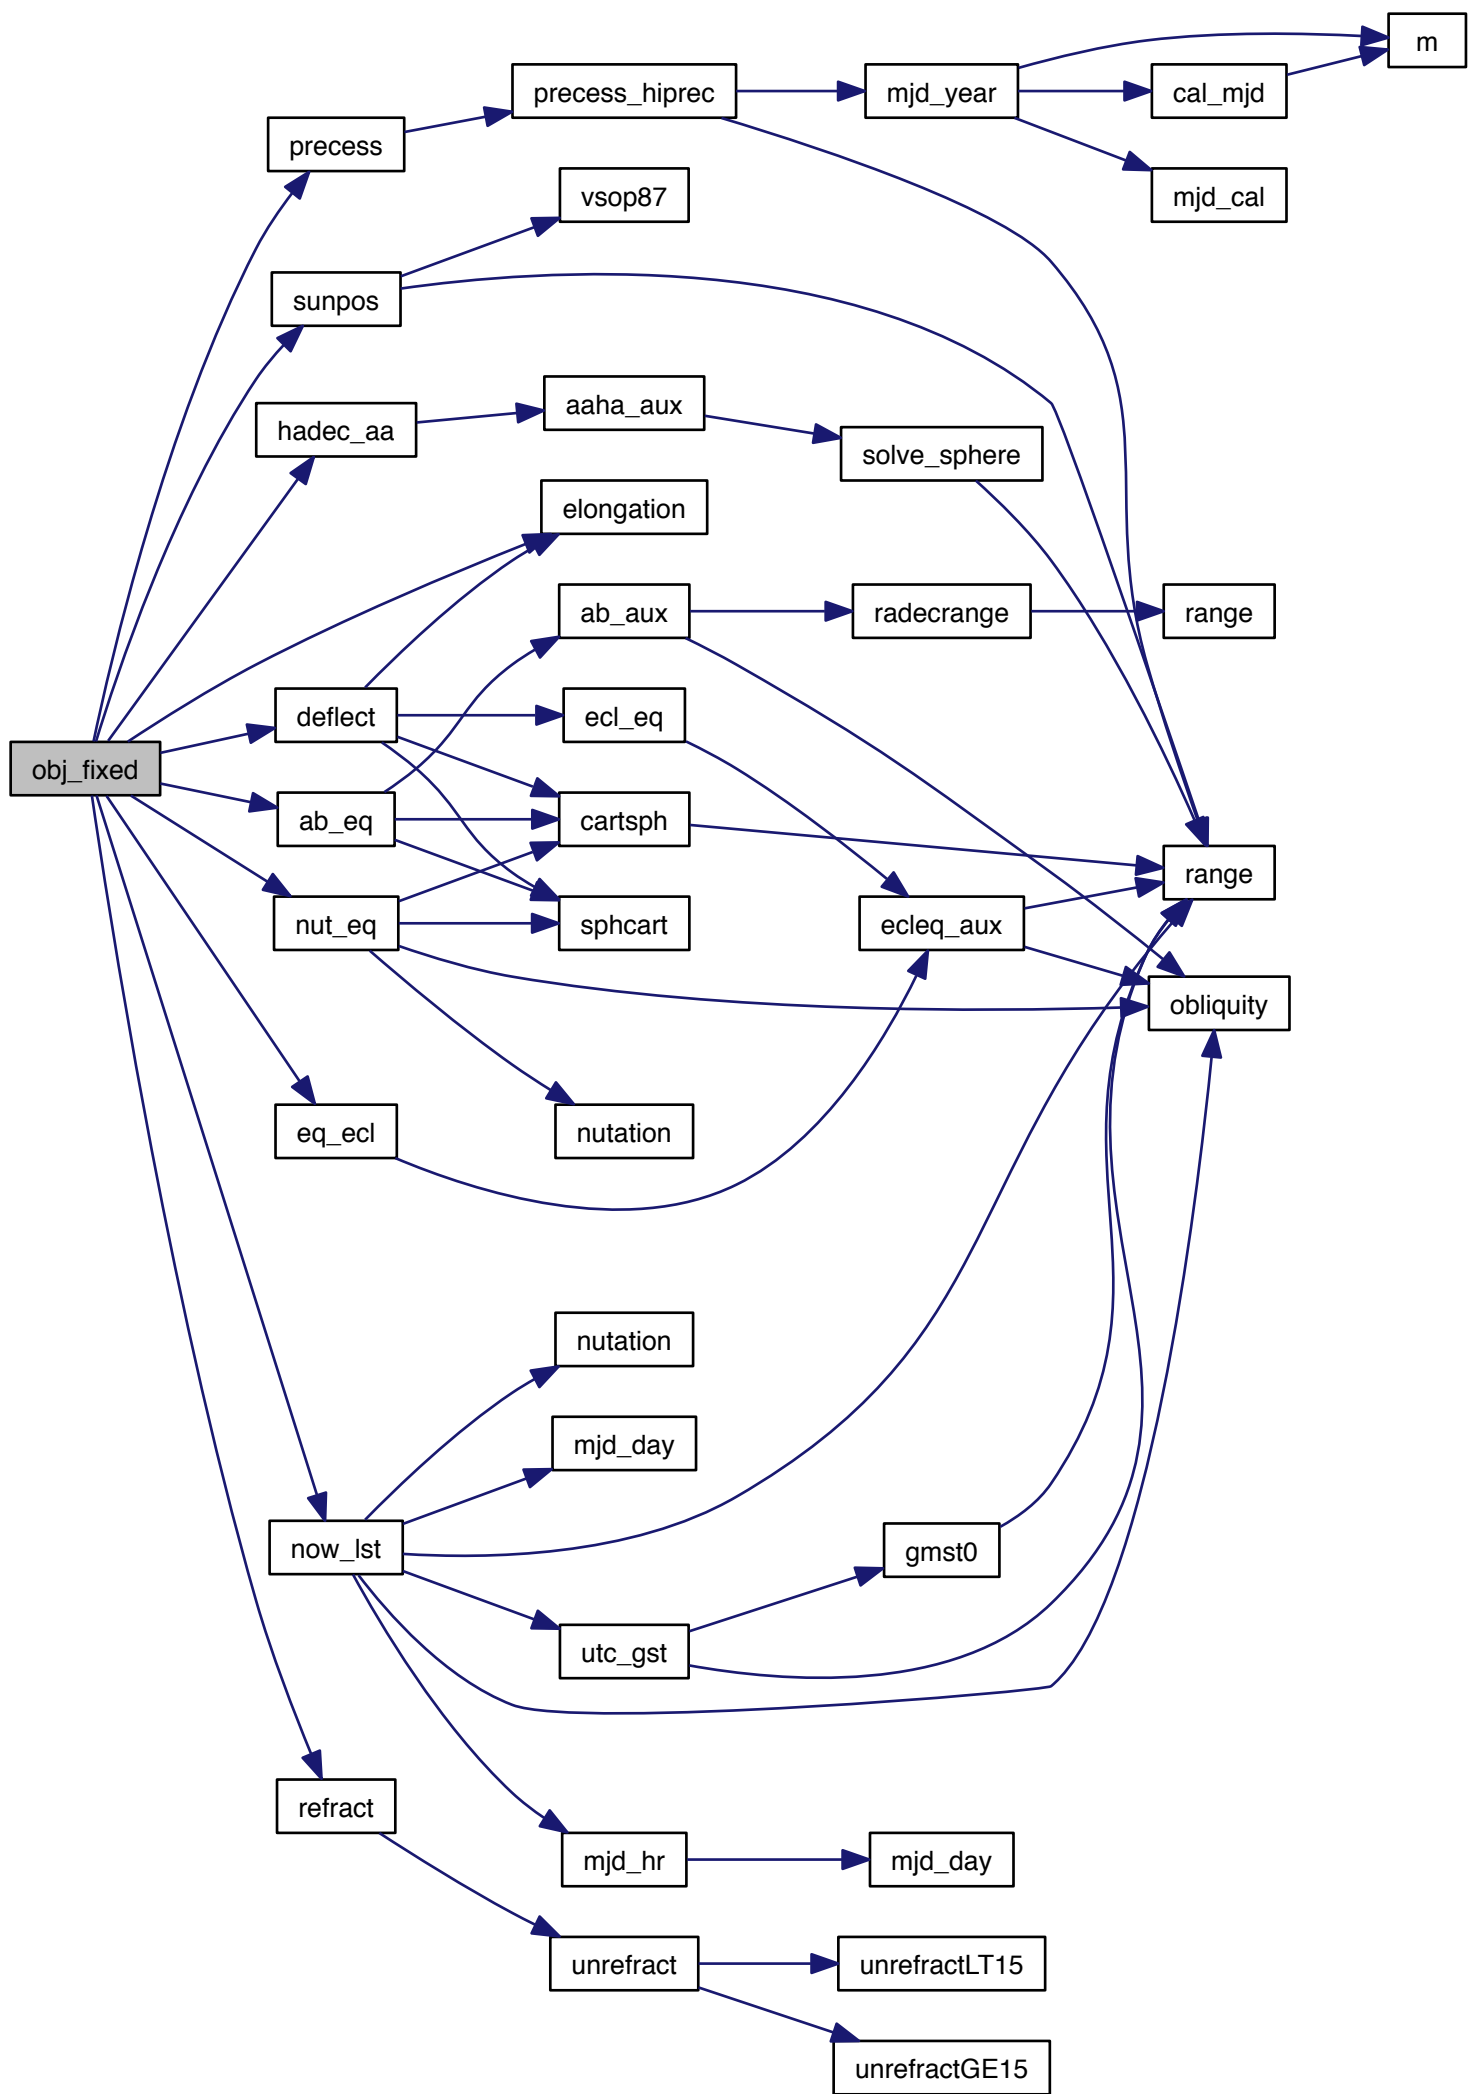 m
precess_hiprec
mjd_year
cal_mjd
precess
vsop87
mjd_cal
sunpos
aaha_aux
hadec_aa
solve_sphere
elongation
ab_aux
radecrange
range
deflect
ecl_eq
obj_fixed
ab_eq
cartsph
range
nut_eq
sphcart
ecleq_aux
obliquity
eq_ecl
nutation
nutation
mjd_day
now_lst
gmst0
utc_gst
refract
mjd_hr
mjd_day
unrefract
unrefractLT15
unrefractGE15